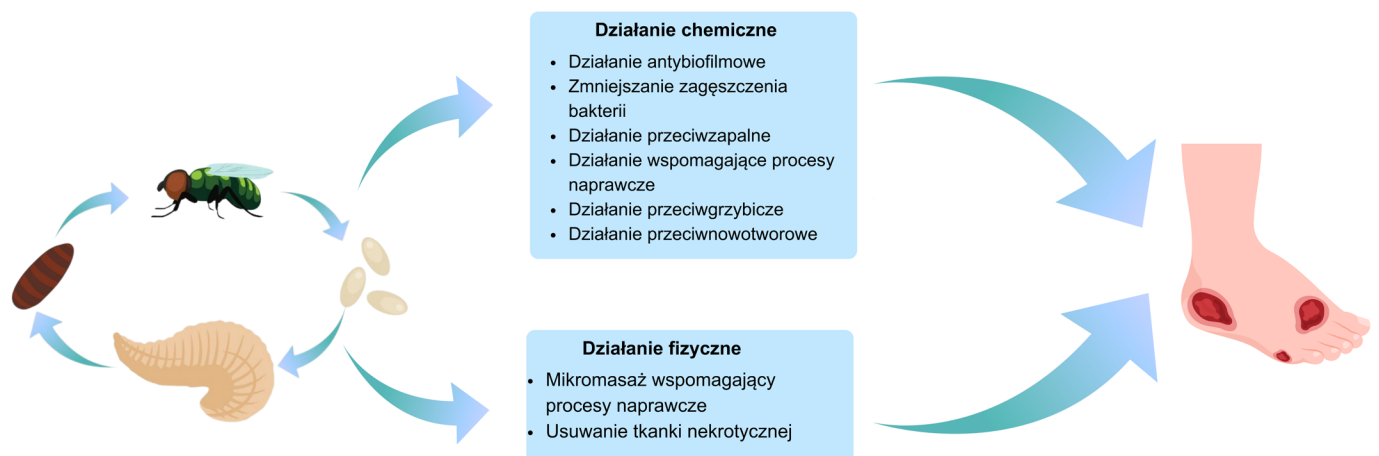 Działanie chemiczne
• Działanie antybiofilmowe
• Zmniejszanie zagęszczenia
bakterii
• Działanie przeciwzapalne
• Działanie wspomagające procesy
naprawcze
• Działanie przeciwgrzybicze
• Działanie przeciwnowotworowe
Działanie fizyczne
• Mikromasaż wspomagający
procesy naprawcze
• Usuwanie tkanki nekrotycznej